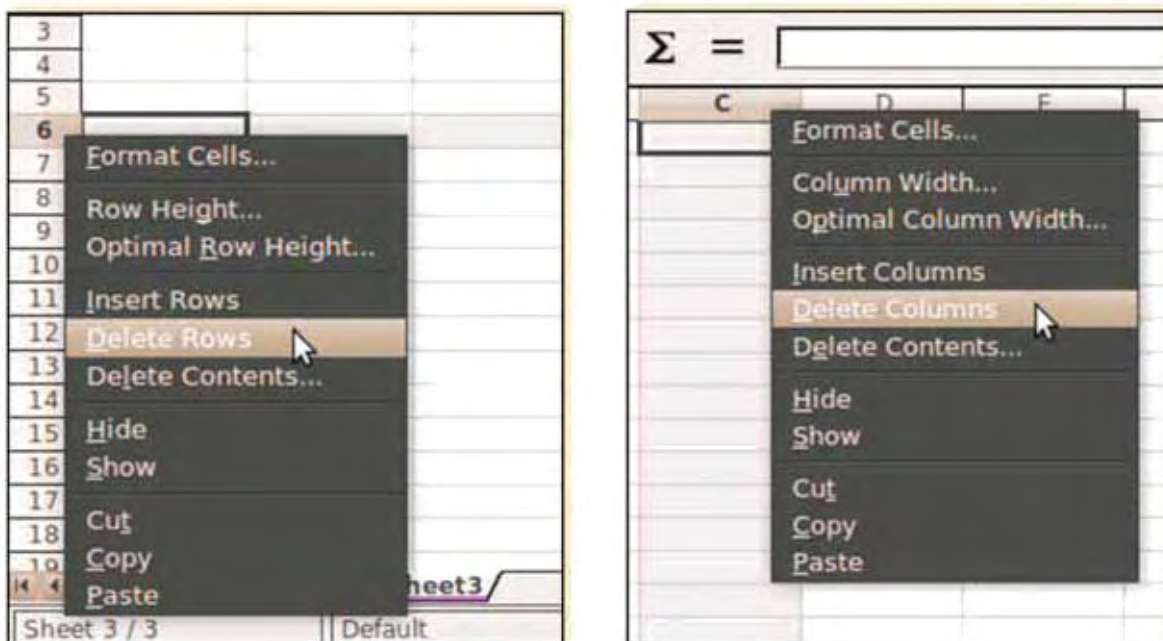 3
4
5
6
Format Cells...
7
8
Row Height...
9
Optimal Row Height...
10
11
Insert Rows
12
Delete Rows
13
Delete Contents...
14
Hide
15
16
Show
17
Cut
18
Copy
19
heet3
Paste
Sheet 3 / 3
Default
Σ =
C
D
E
Format Cells...
Column Width...
Optimal Column Width...
Insert Columns
Delete Columns
Delete Contents...
Hide
Show
Cut
Copy
Paste